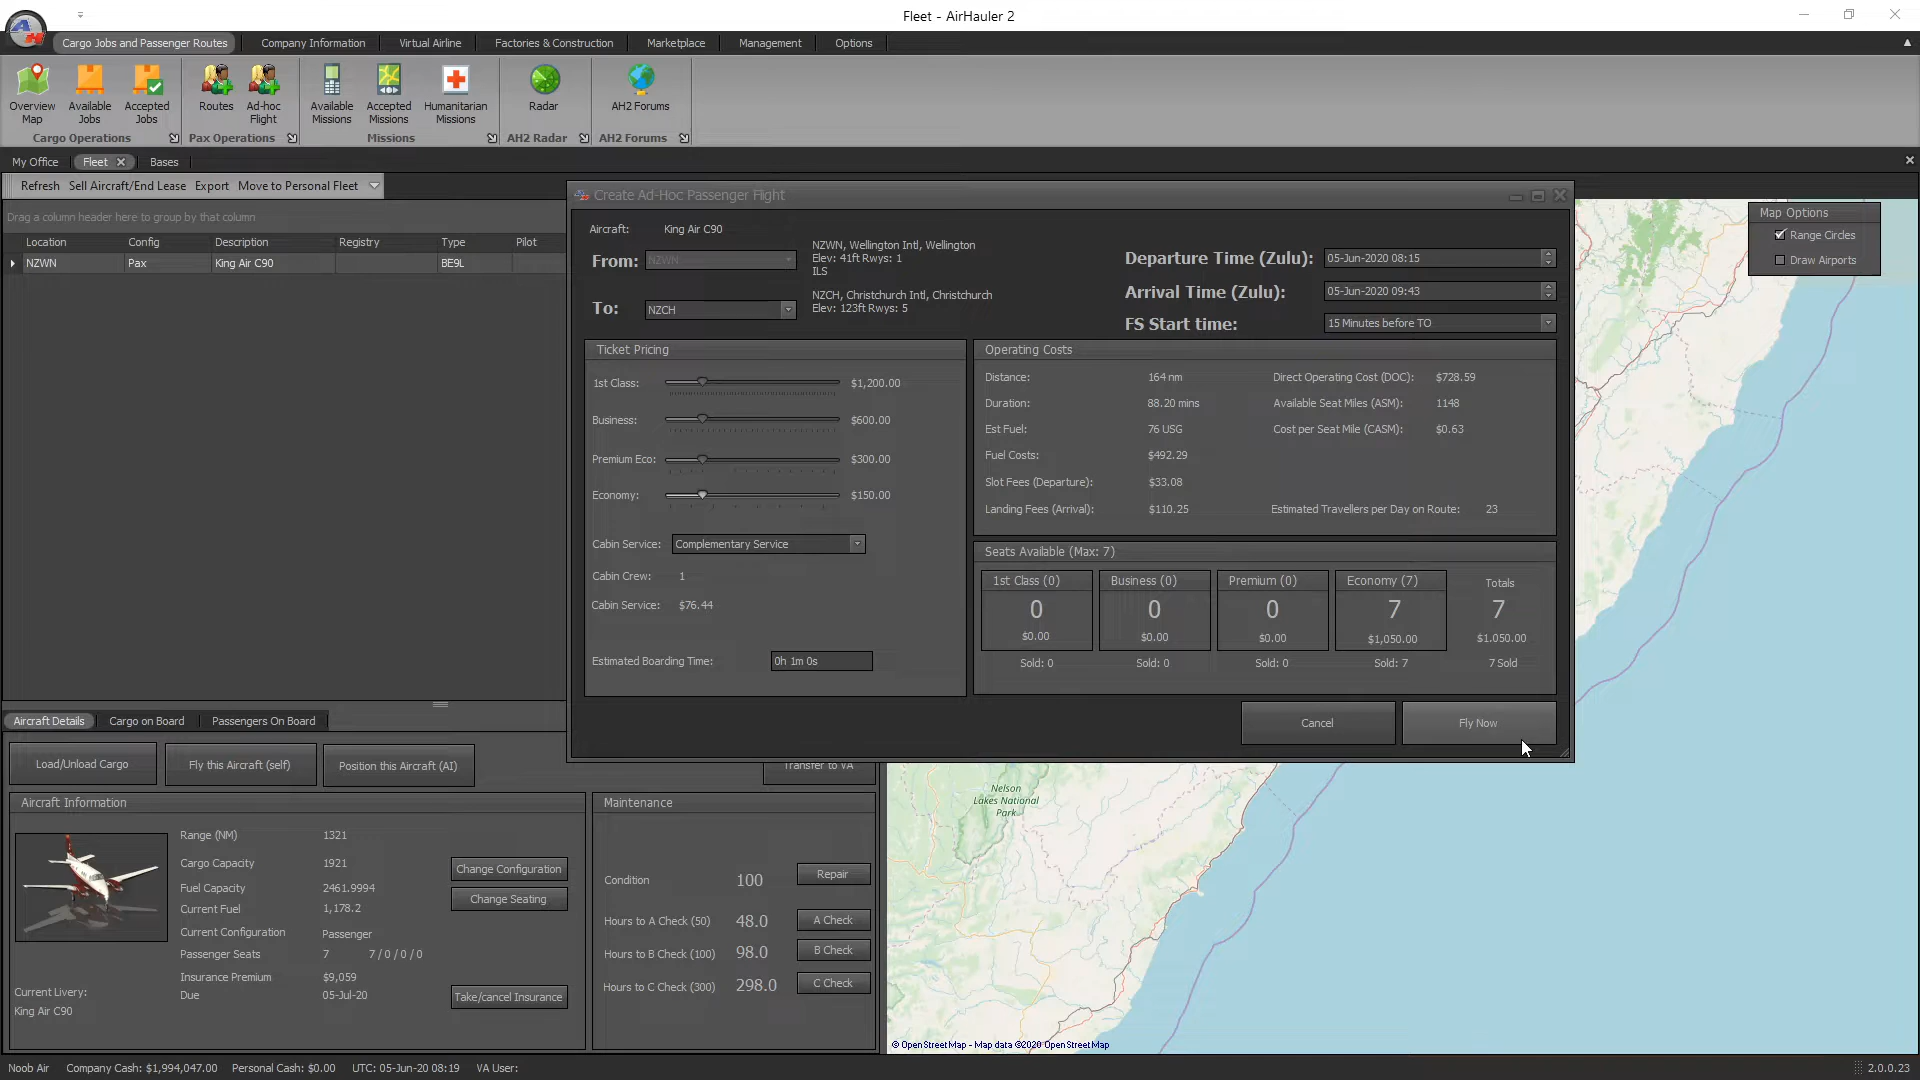 Fleet - AirHauler 2
Cargo Jobs and Passenger Routes
Company Information
Virtual Airline
Factories & Construction
Marketplace
Management
Options
Overview Map
Available Jobs
Accepted Jobs
Routes
Ad-hoc Flight
Available Missions
Accepted Missions
Humanitarian Missions
Radar
AH2 Forums
Cargo Operations
Pax Operations
Missions
AH2 Radar
AH2 Forums
My Office
Fleet
Bases
Refresh Sell Aircraft/End Lease Export Move to Personal Fleet
Drag a column header here to group by that column
Location Config Description Registry Type Pilot
NZWN Pax King Air C90 BE9L
Create Ad-Hoc Passenger Flight
Aircraft: King Air C90
From: NZWN
NZWN, Wellington Intl, Wellington
Elev: 41ft Rwys: 1
ILS
To: NZCH
NZCH, Christchurch Intl, Christchurch
Elev: 123ft Rwys: 5
Departure Time (Zulu): 05-Jun-2020 08:15
Arrival Time (Zulu): 05-Jun-2020 09:43
FS Start time: 15 Minutes before TO
Ticket Pricing
1st Class: $1,200.00
Business: $600.00
Premium Eco: $300.00
Economy: $150.00
Cabin Service: Complementary Service
Cabin Crew: 1
Cabin Service: $76.44
Estimated Boarding Time: 0h 1m 0s
Operating Costs
Distance: 164 nm Direct Operating Cost (DOC): $728.59
Duration: 88.20 mins Available Seat Miles (ASM): 1148
Est Fuel: 76 USG Cost per Seat Mile (CASM): $0.63
Fuel Costs: $492.29
Slot Fees (Departure): $33.08
Landing Fees (Arrival): $110.25 Estimated Travellers per Day on Route: 23
Seats Available (Max: 7)
1st Class (0) Business (0) Premium (0) Economy (7) Totals
0 0 0 7 7
$0.00 $0.00 $0.00 $1,050.00 $1.050.00
Sold: 0 Sold: 0 Sold: 0 Sold: 7 7 Sold
Cancel
Fly Now
Map Options
Range Circles
Draw Airports
Aircraft Details
Cargo on Board
Passengers On Board
Load/Unload Cargo
Fly this Aircraft (self)
Position this Aircraft (AI)
Transfer to VA
Aircraft Information
Range (NM) 1321
Cargo Capacity 1921
Fuel Capacity 2461.9994
Current Fuel 1,178.2
Current Configuration Passenger
Passenger Seats 7 7 / 0 / 0 / 0
Insurance Premium $9,059
Due 05-Jul-20
Current Livery:
King Air C90
Change Configuration
Change Seating
Take/cancel Insurance
Maintenance
Condition 100 Repair
Hours to A Check (50) 48.0 A Check
Hours to B Check (100) 98.0 B Check
Hours to C Check (300) 298.0 C Check
Nelson
Lakes National
Park
© OpenStreetMap - Map data ©2020 OpenStreetMap
Noob Air Company Cash: $1,994,047.00 Personal Cash: $0.00 UTC: 05-Jun-20 08:19 VA User:
2.0.0.23